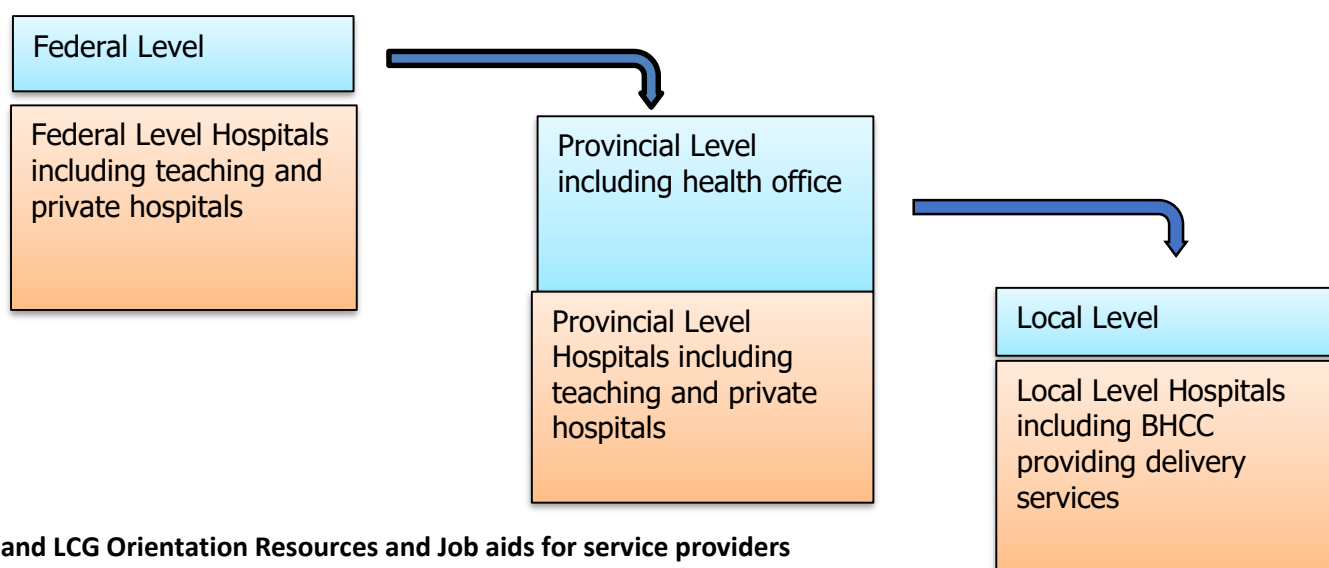 Federal Level
Federal Level Hospitals
including teaching and
private hospitals
Provincial Level
including health office
Provincial Level
Hospitals including
teaching and private
hospitals
Local Level
Local Level Hospitals
including BHCC
providing delivery
services
and LCG Orientation Resources and Job aids for service providers